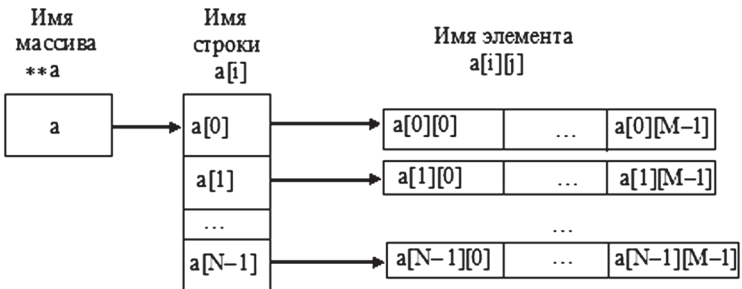 Имя
массива
**a
Имя
строки
a[i]
Имя элемента
a[i][j]
a
a[0]
a[0][0] ... a[0][M–1]
a[1]
a[1][0] ... a[1][M–1]
...
...
a[N–1]
a[N–1][0] ... a[N–1][M–1]